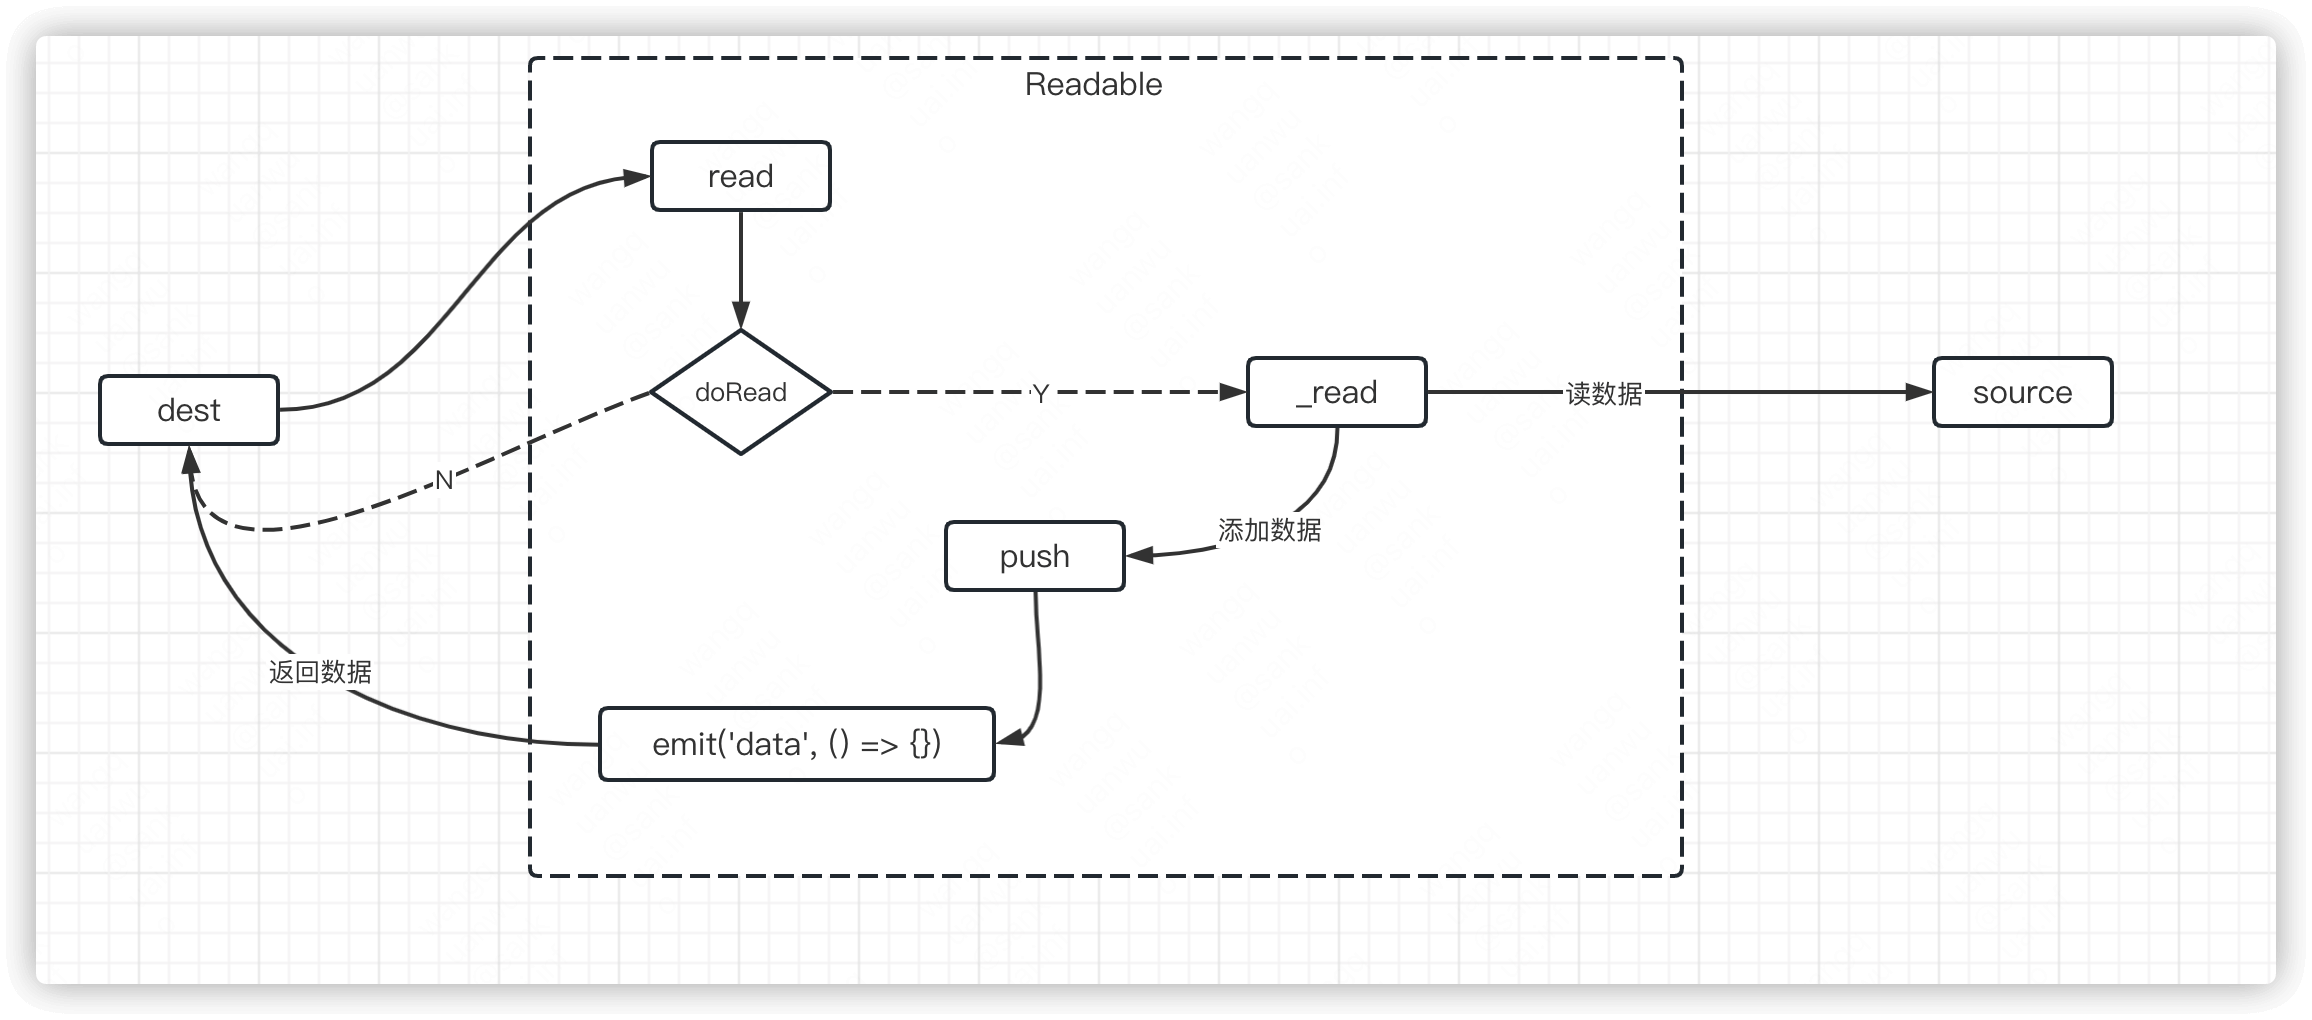 Readable
read
dest
doRead
Y
_read
读数据
source
N
添加数据
push
返回数据
emit('data', () => {})